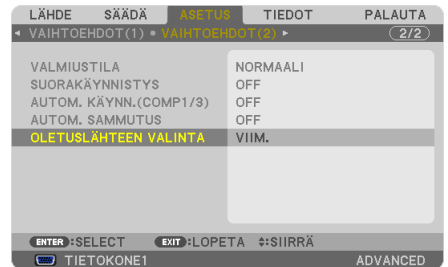 LÄHDE SÄÄDÄ ASETUS TIEDOT PALAUTA
VAIHTOEHDOT(1) VAIHTOEHDOT(2) 2/2
VALMIUSTILA NORMAALI
SUORAKÄYNNISTYS OFF
AUTOM. KÄYNN.(COMP1/3) OFF
AUTOM. SAMMUTUS OFF
OLETUSLÄHTEEN VALINTA VIIM.
ENTER :SELECT EXIT :LOPETA :SIIRRÄ
TIETOKONE1 ADVANCED